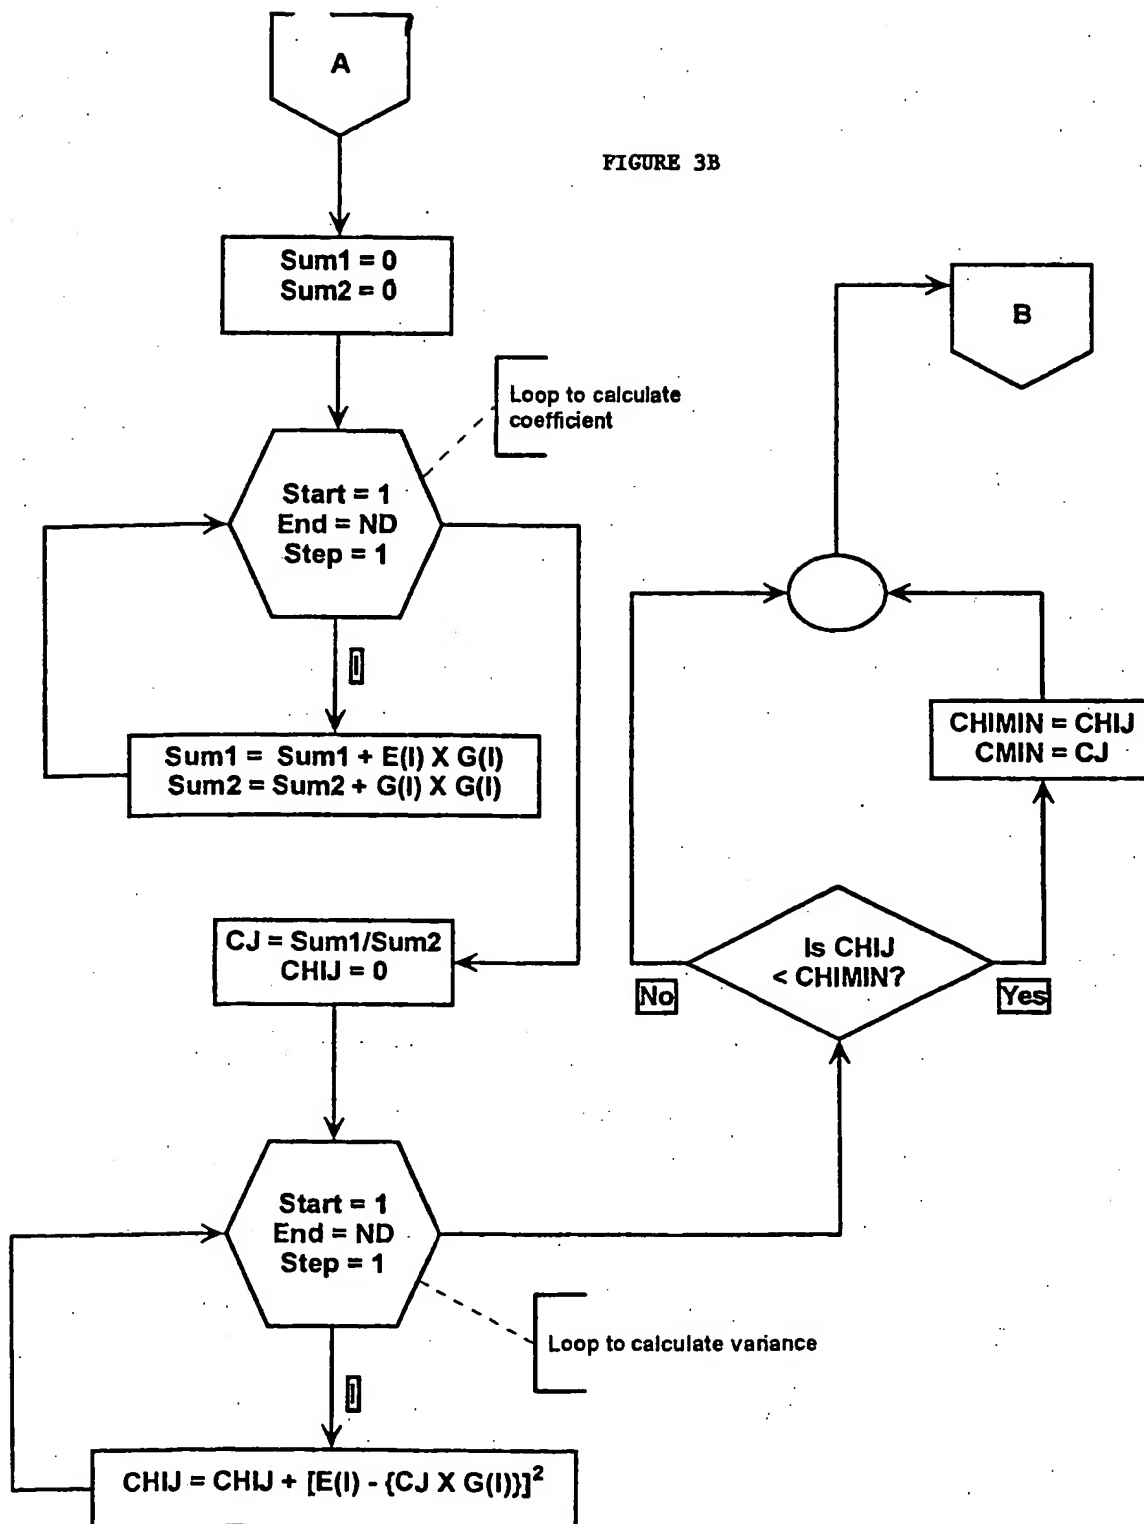 A
FIGURE 3B
Sum1 = 0
Sum2 = 0
Loop to calculate
coefficient
Start = 1
End = ND
Step = 1
I
Sum1 = Sum1 + E(I) X G(I)
Sum2 = Sum2 + G(I) X G(I)
CJ = Sum1/Sum2
CHIJ = 0
Start = 1
End = ND
Step = 1
Loop to calculate variance
I
CHIJ = CHIJ + [E(I) - {CJ X G(I)}]²
Is CHIJ
< CHIMIN?
No
Yes
CHIMIN = CHIJ
CMIN = CJ
B